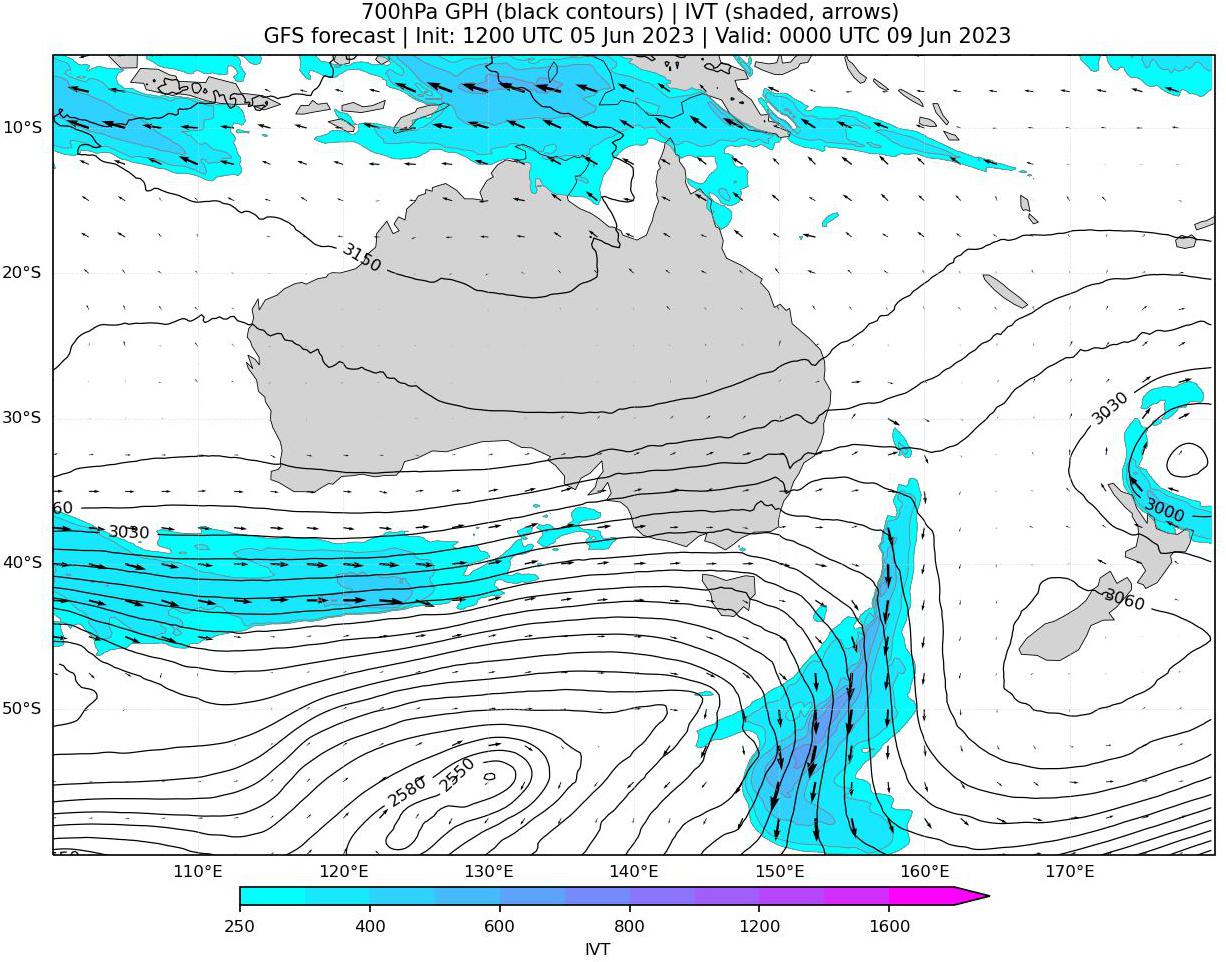 700hPa GPH (black contours) | IVT (shaded, arrows)
GFS forecast | Init: 1200 UTC 05 Jun 2023 | Valid: 0000 UTC 09 Jun 2023
10°S
3150
20°S
3030
30°S
60
3000
3030
40°S
3060
50°S
2550
2580
110°E 120°E 130°E 140°E 150°E 160°E 170°E
250 400 600 800 1200 1600
IVT